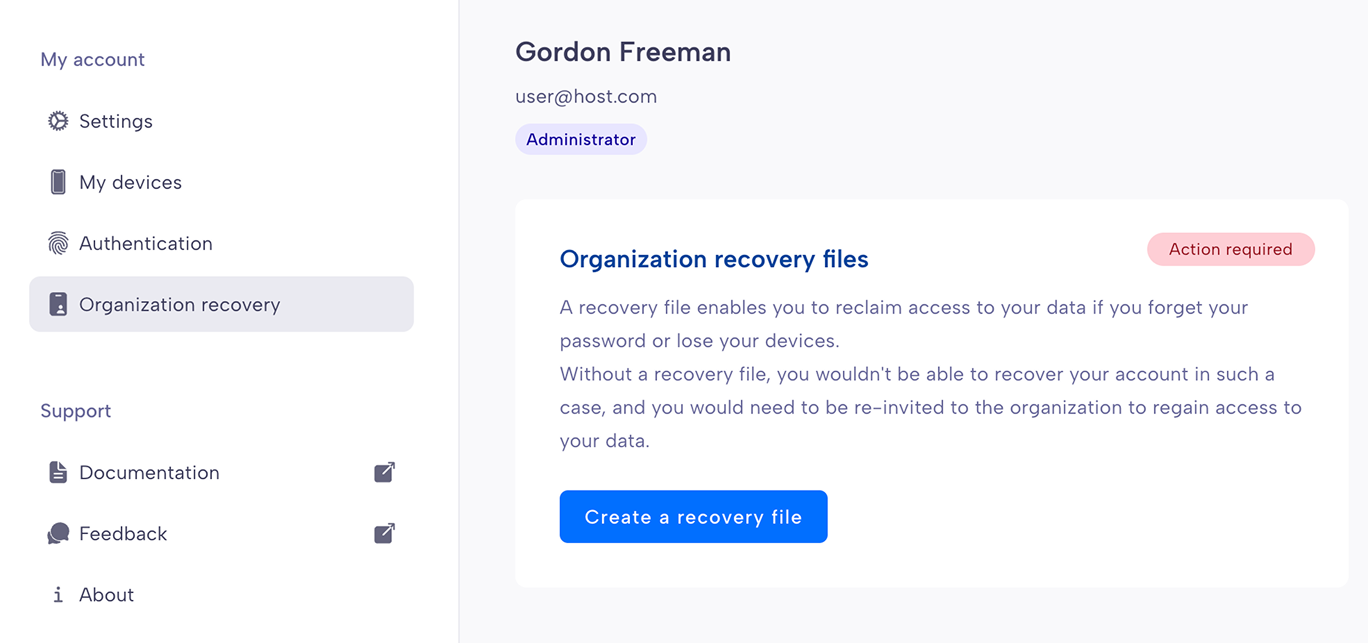 My account
Settings
My devices
Authentication
Organization recovery
Support
Documentation
Feedback
About
Gordon Freeman
user@host.com
Administrator
Organization recovery files
Action required
A recovery file enables you to reclaim access to your data if you forget your
password or lose your devices.
Without a recovery file, you wouldn't be able to recover your account in such a
case, and you would need to be re-invited to the organization to regain access to
your data.
Create a recovery file